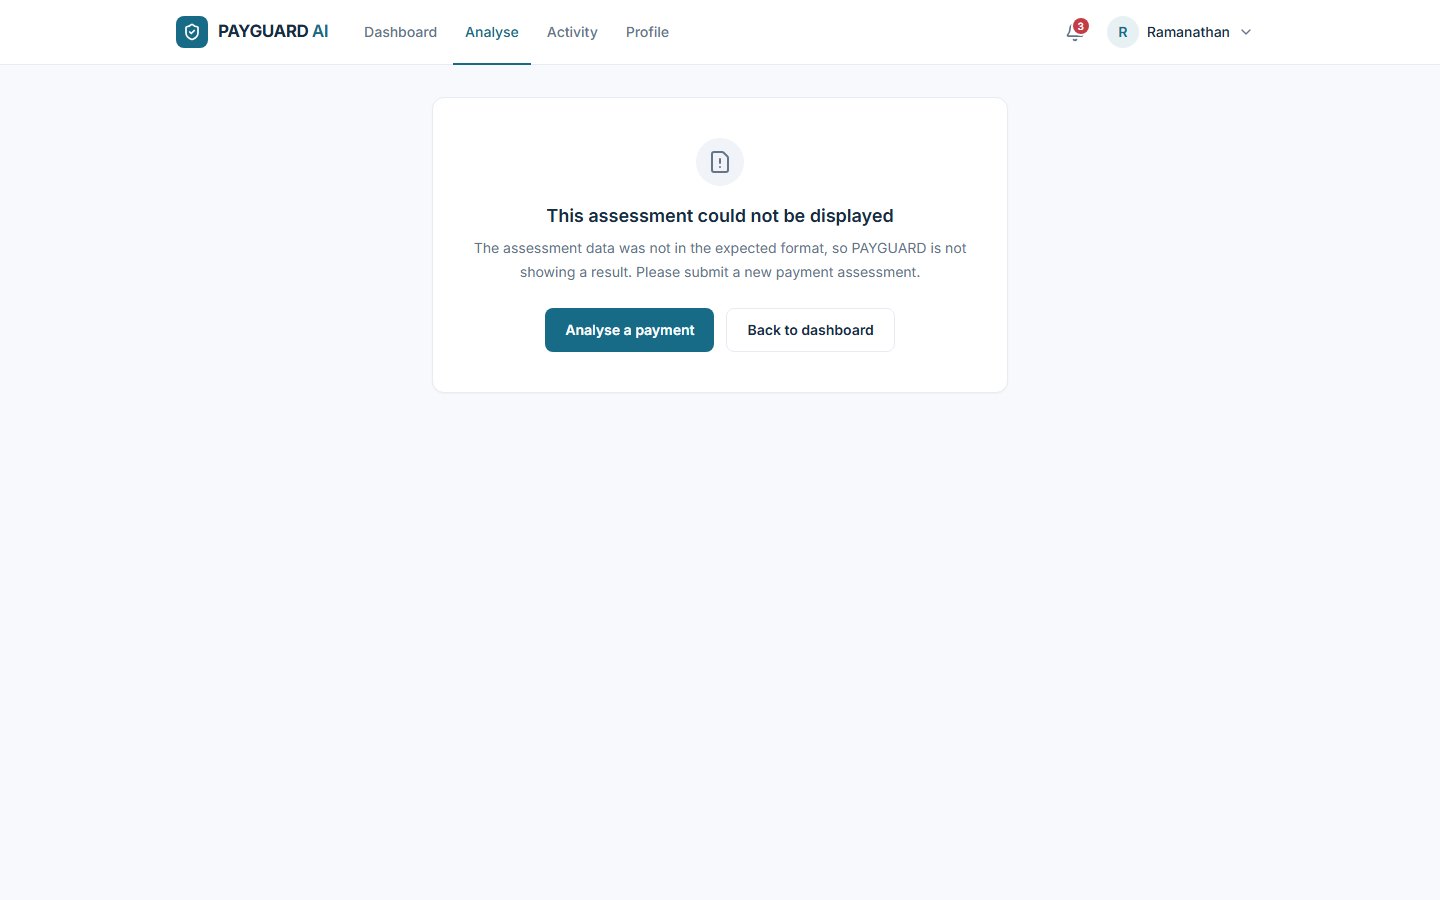 PAYGUARD AI
Dashboard
Analyse
Activity
Profile
3
R
Ramanathan
This assessment could not be displayed
The assessment data was not in the expected format, so PAYGUARD is not
showing a result. Please submit a new payment assessment.
Analyse a payment
Back to dashboard